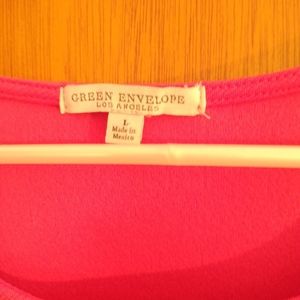 GREEN ENVELOPE
LOS ANGELES
L
Made in
Mexico